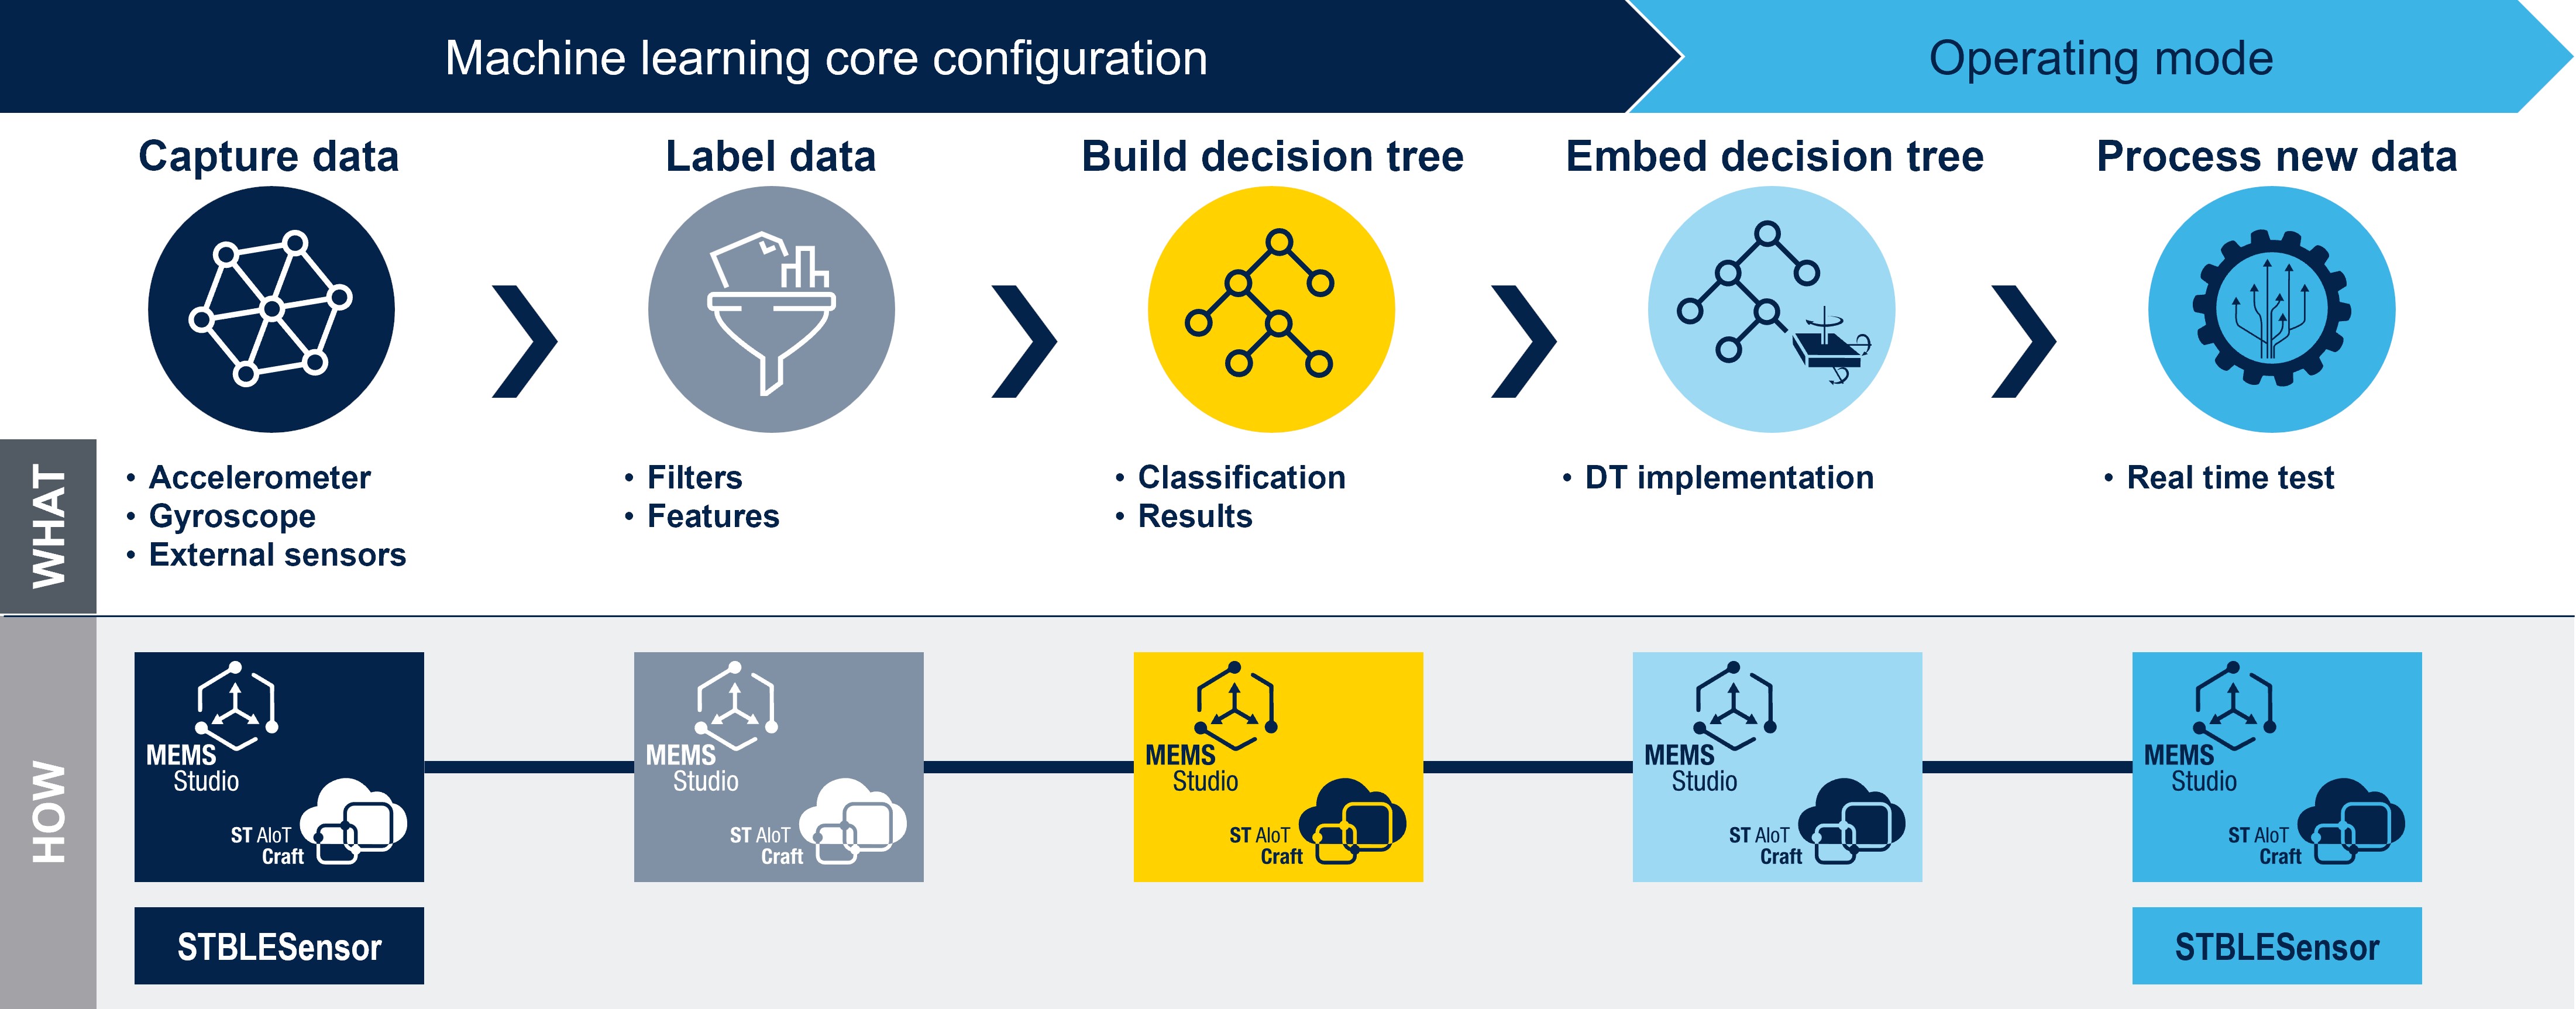 Machine learning core configuration
Operating mode
Capture data
Label data
Build decision tree
Embed decision tree
Process new data
WHAT
• Accelerometer
• Gyroscope
• External sensors
• Filters
• Features
• Classification
• Results
• DT implementation
• Real time test
HOW
MEMS
Studio
ST AIoT
Craft
STBLESensor
MEMS
Studio
ST AIoT
Craft
MEMS
Studio
ST AIoT
Craft
MEMS
Studio
ST AIoT
Craft
MEMS
Studio
ST AIoT
Craft
STBLESensor